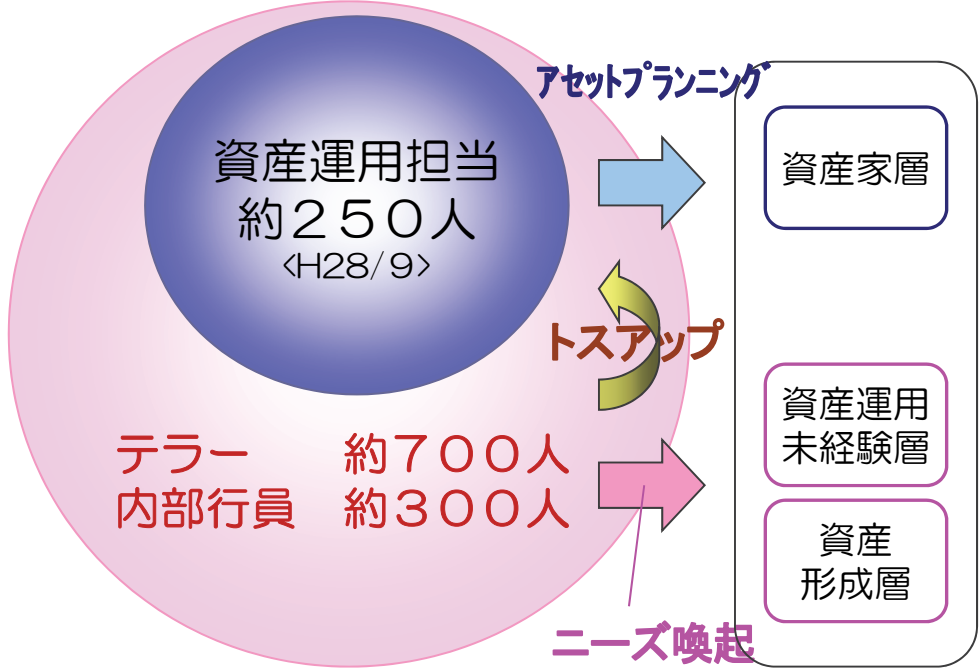 アセットプランニング
資産運用担当
約２５０人
<H28/９>
資産家層
トスアップ
テラー　約７００人
内部行員　約３００人
資産運用
未経験層
資産
形成層
ニーズ喚起